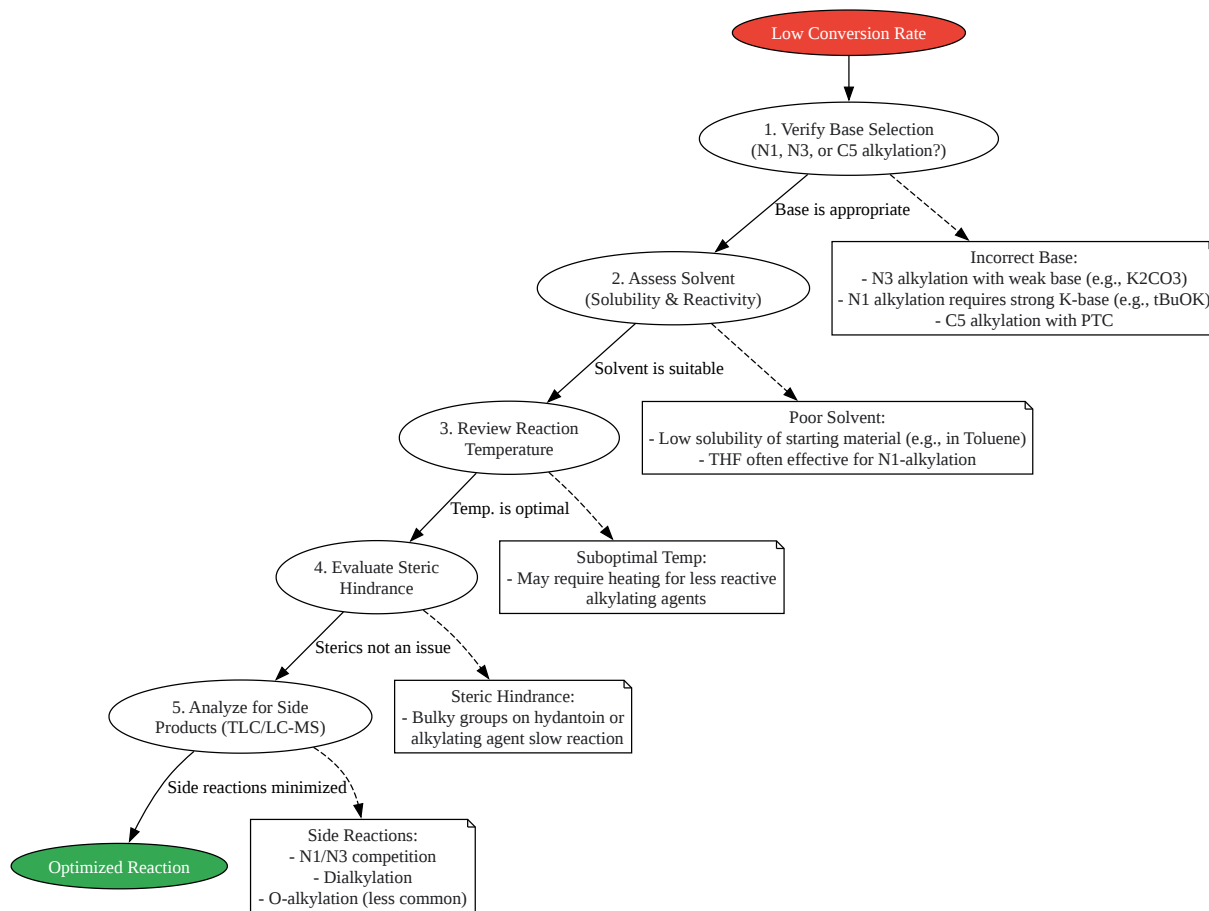 Low Conversion Rate
1. Verify Base Selection
(N1, N3, or C5 alkylation?)
Base is appropriate
Incorrect Base:
- N3 alkylation with weak base (e.g., K2CO3)
- N1 alkylation requires strong K-base (e.g., tBuOK)
- C5 alkylation with PTC
2. Assess Solvent
(Solubility & Reactivity)
Solvent is suitable
Poor Solvent:
- Low solubility of starting material (e.g., in Toluene)
- THF often effective for N1-alkylation
3. Review Reaction
Temperature
Temp. is optimal
Suboptimal Temp:
- May require heating for less reactive
alkylating agents
4. Evaluate Steric
Hindrance
Sterics not an issue
Steric Hindrance:
- Bulky groups on hydantoin or
alkylating agent slow reaction
5. Analyze for Side
Products (TLC/LC-MS)
Side reactions minimized
Side Reactions:
- N1/N3 competition
- Dialkylation
- O-alkylation (less common)
Optimized Reaction